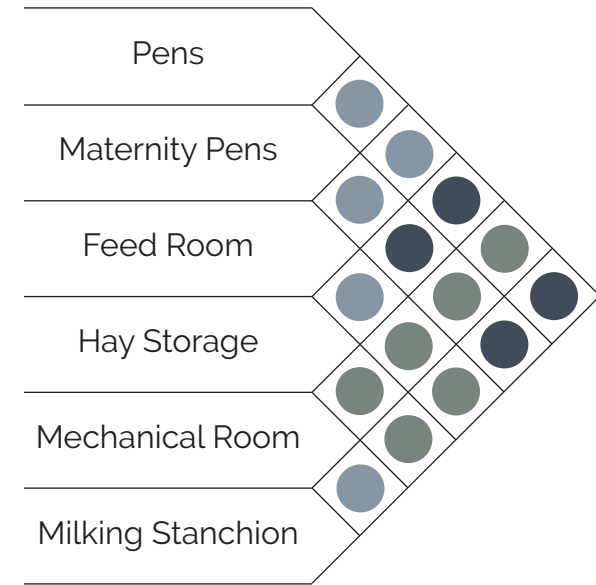 Pens
Maternity Pens
Feed Room
Hay Storage
Mechanical Room
Milking Stanchion